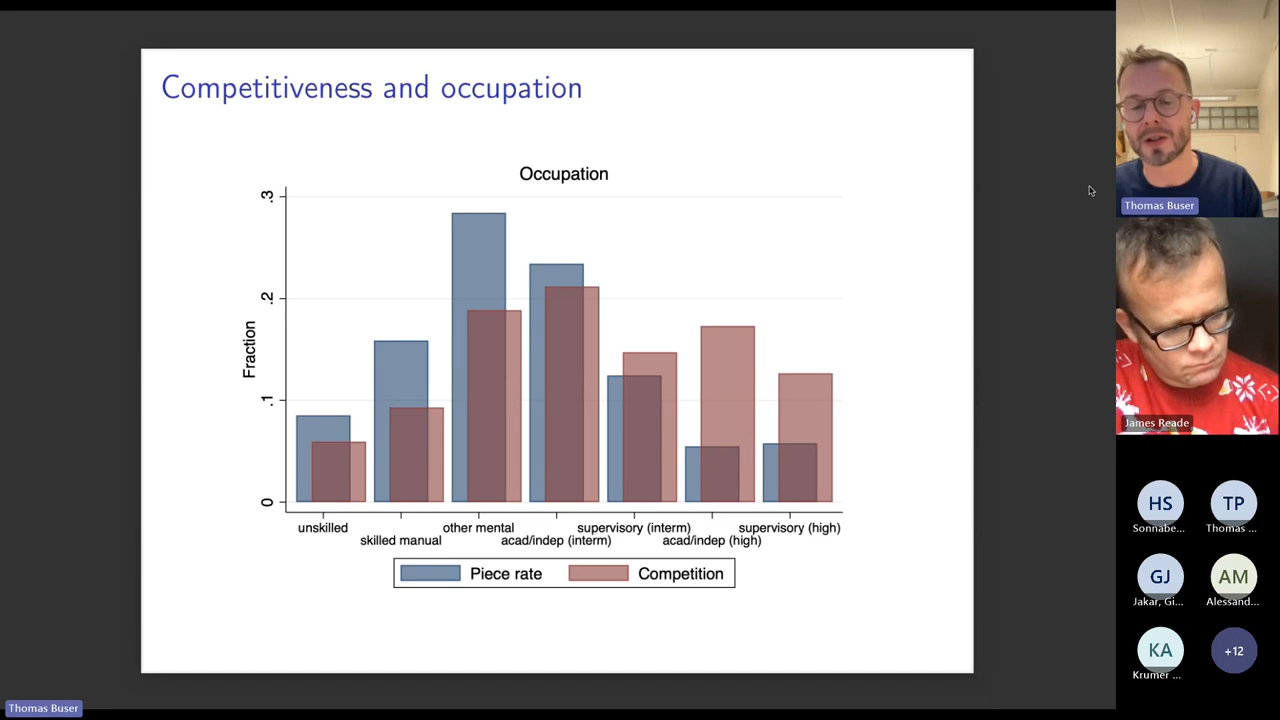 Competitiveness and occupation
Occupation
.3
.2
.1
0
Fraction
unskilled
skilled manual
other mental
acad/indep (interm)
supervisory (interm)
acad/indep (high)
supervisory (high)
Piece rate
Competition
Thomas Buser
James Reade
HS
Sonnabe...
TP
Thomas ...
GJ
Jakar, Gi...
AM
Alessand...
KA
Krumer ...
+12
Thomas Buser